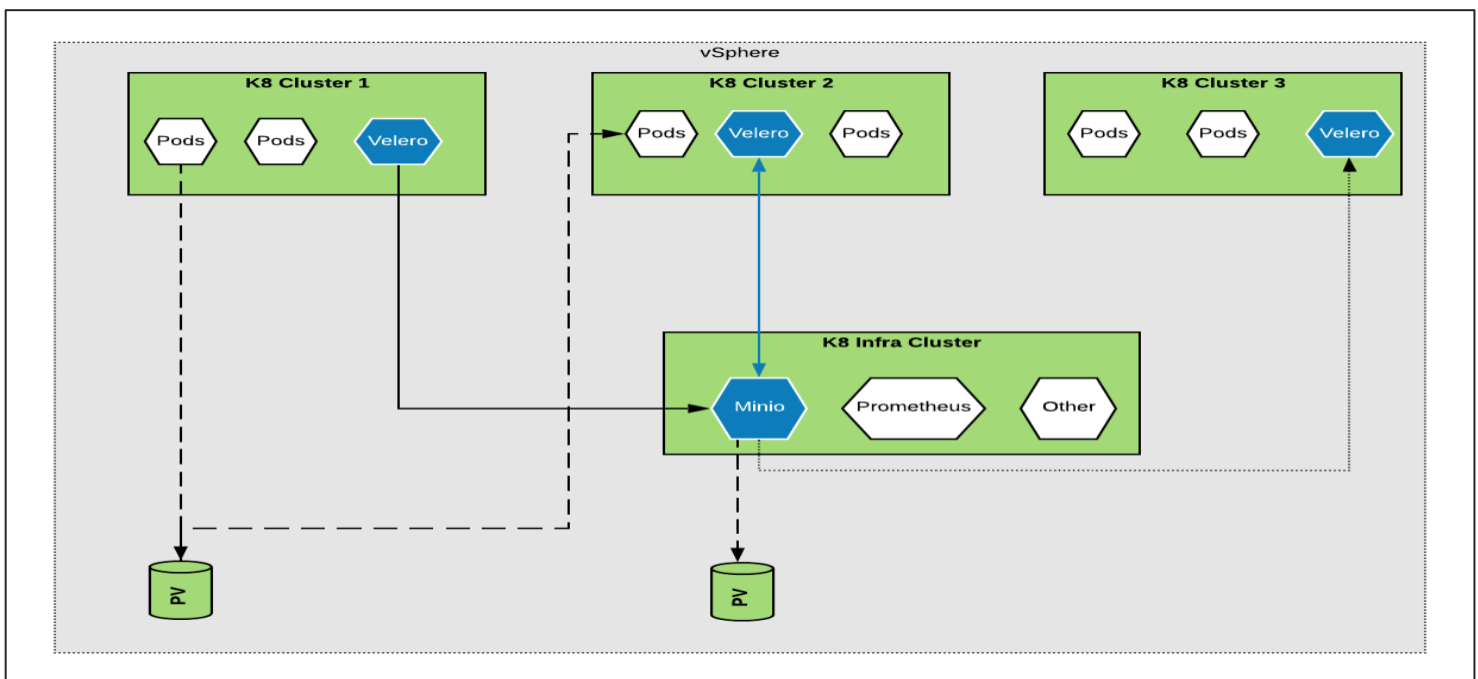 vSphere
K8 Cluster 1
Pods
Pods
Velero
K8 Cluster 2
Pods
Velero
Pods
K8 Cluster 3
Pods
Pods
Velero
K8 Infra Cluster
Minio
Prometheus
Other
PV
PV